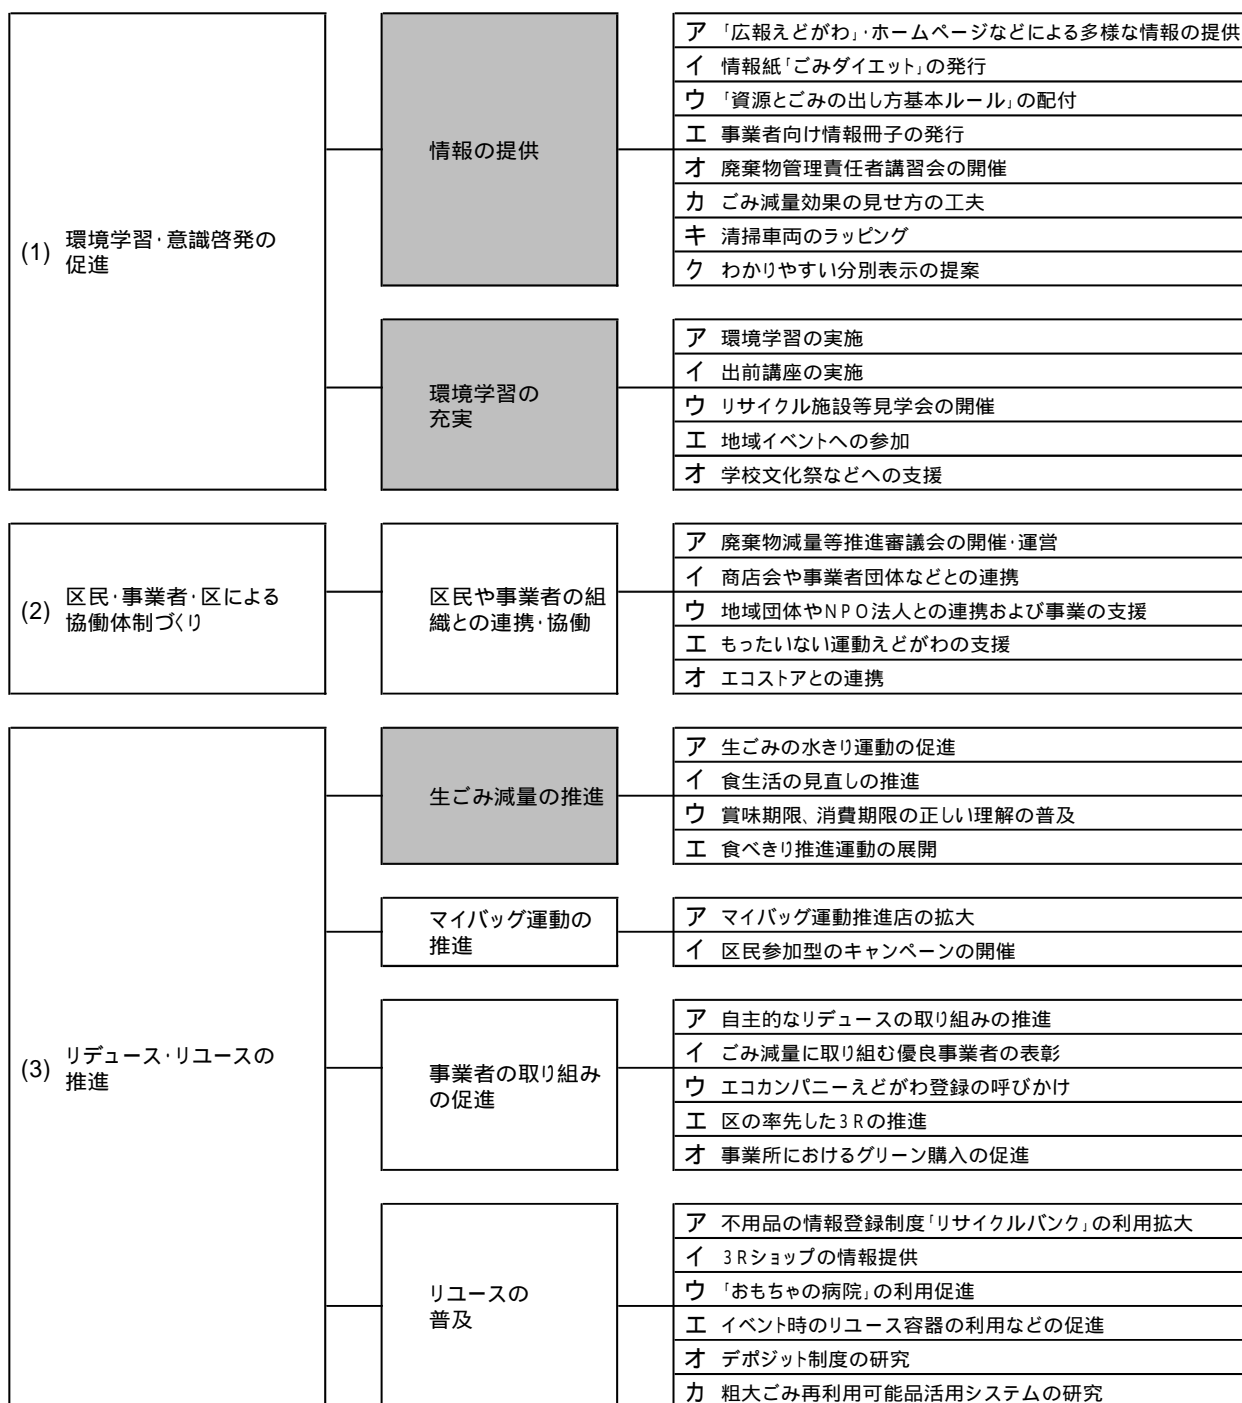 (1) 環境学習・意識啓発の
促進
情報の提供
ア 「広報えどがわ」・ホームページなどによる多様な情報の提供
イ 情報紙「ごみダイエット」の発行
ウ 「資源とごみの出し方基本ルール」の配付
エ 事業者向け情報冊子の発行
オ 廃棄物管理責任者講習会の開催
カ ごみ減量効果の見せ方の工夫
キ 清掃車両のラッピング
ク わかりやすい分別表示の提案
環境学習の
充実
ア 環境学習の実施
イ 出前講座の実施
ウ リサイクル施設等見学会の開催
エ 地域イベントへの参加
オ 学校文化祭などへの支援
(2) 区民・事業者・区による
協働体制づくり
区民や事業者の組
織との連携・協働
ア 廃棄物減量等推進審議会の開催・運営
イ 商店会や事業者団体などとの連携
ウ 地域団体やNPO法人との連携および事業の支援
エ もったいない運動えどがわの支援
オ エコストアとの連携
(3) リデュース・リユースの
推進
生ごみ減量の推進
ア 生ごみの水きり運動の促進
イ 食生活の見直しの推進
ウ 賞味期限、消費期限の正しい理解の普及
エ 食べきり推進運動の展開
マイバッグ運動の
推進
ア マイバッグ運動推進店の拡大
イ 区民参加型のキャンペーンの開催
事業者の取り組み
の促進
ア 自主的なリデュースの取り組みの推進
イ ごみ減量に取り組む優良事業者の表彰
ウ エコカンパニーえどがわ登録の呼びかけ
エ 区の率先した3Rの推進
オ 事業所におけるグリーン購入の促進
リユースの
普及
ア 不用品の情報登録制度「リサイクルバンク」の利用拡大
イ 3Rショップの情報提供
ウ 「おもちゃの病院」の利用促進
エ イベント時のリユース容器の利用などの促進
オ デポジット制度の研究
カ 粗大ごみ再利用可能品活用システムの研究